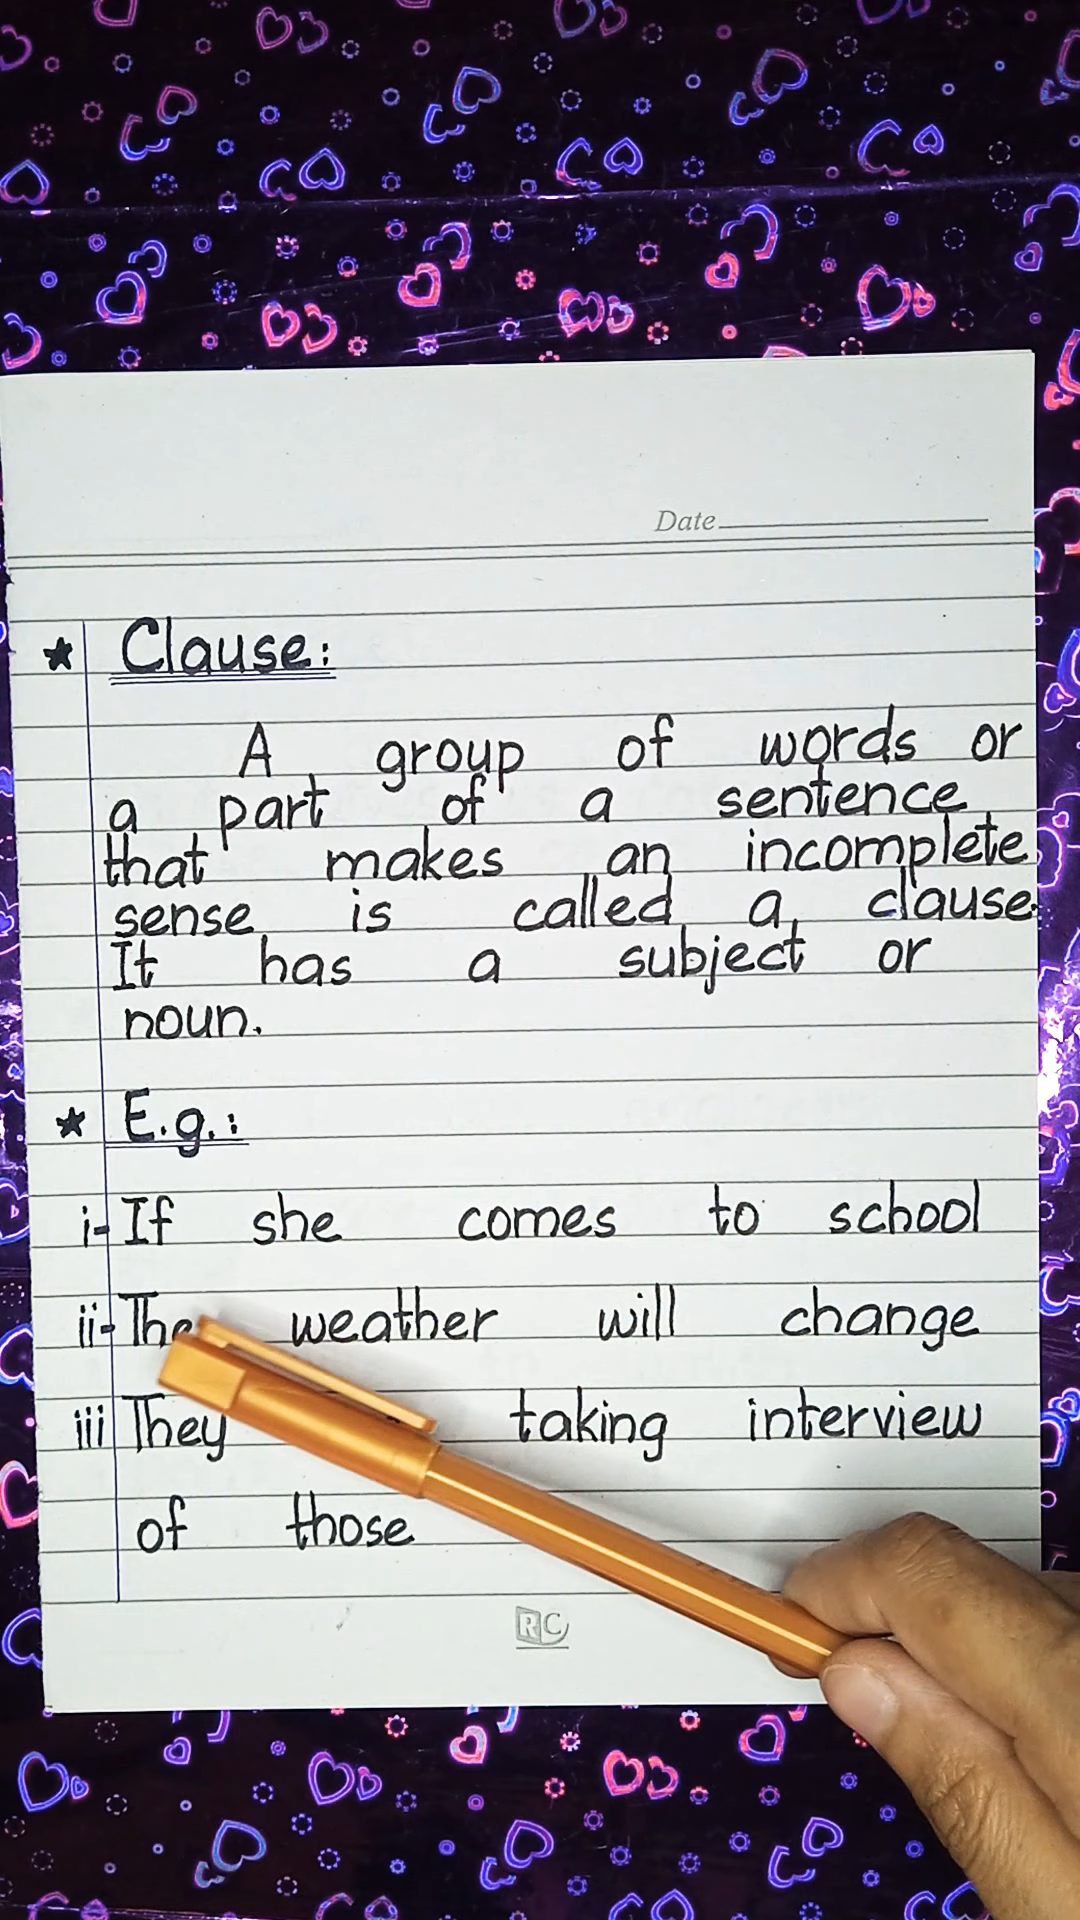 Date
★ Clause:
A group of words or
a part of a sentence
that makes an incomplete
sense is called a clause.
It has a subject or
noun.
★ E.g.:
i- If she comes to school
ii- The weather will change
iii They taking interview
of those
RC